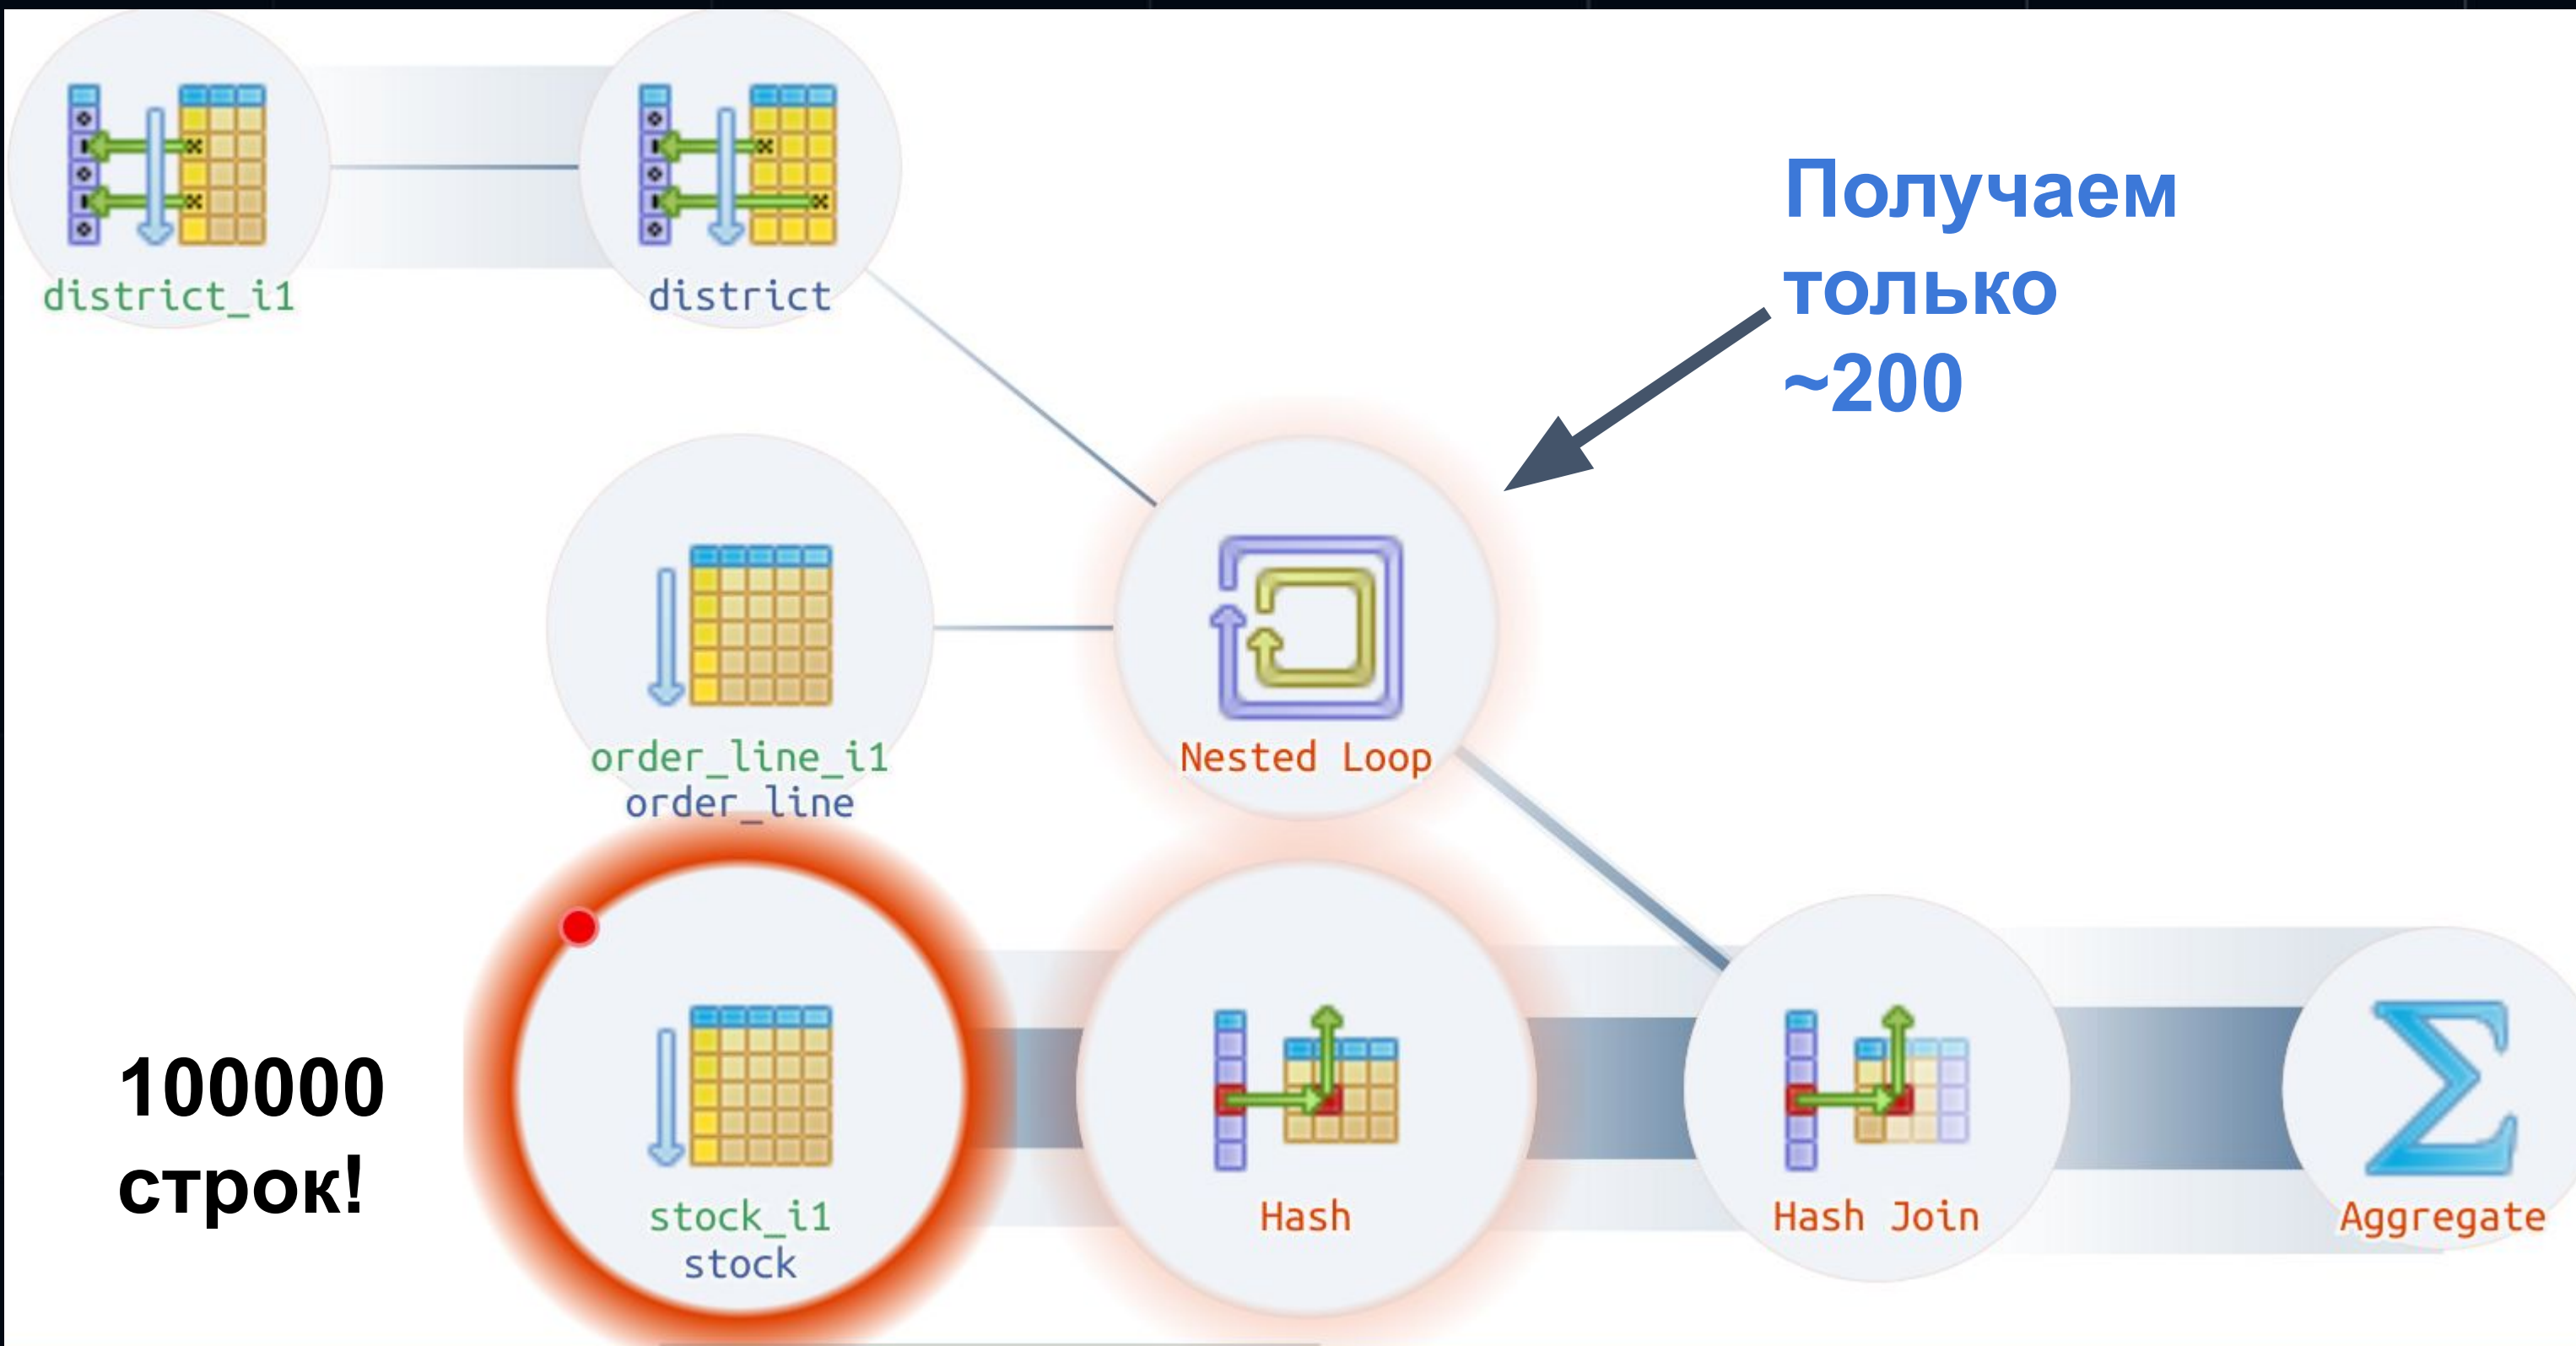 district_i1
district
Получаем
только
~200
order_line_i1
order_line
Nested Loop
100000
строк!
stock_i1
stock
Hash
Hash Join
Aggregate